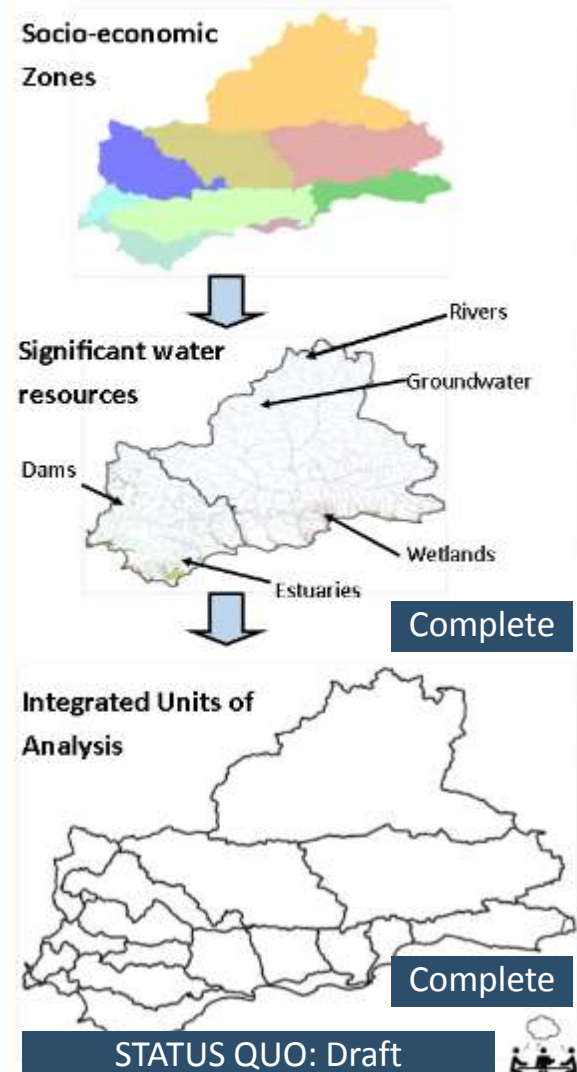 Socio-economic
Zones
Significant water
resources
Rivers
Groundwater
Dams
Wetlands
Estuaries
Complete
Integrated Units of
Analysis
Complete
STATUS QUO: Draft